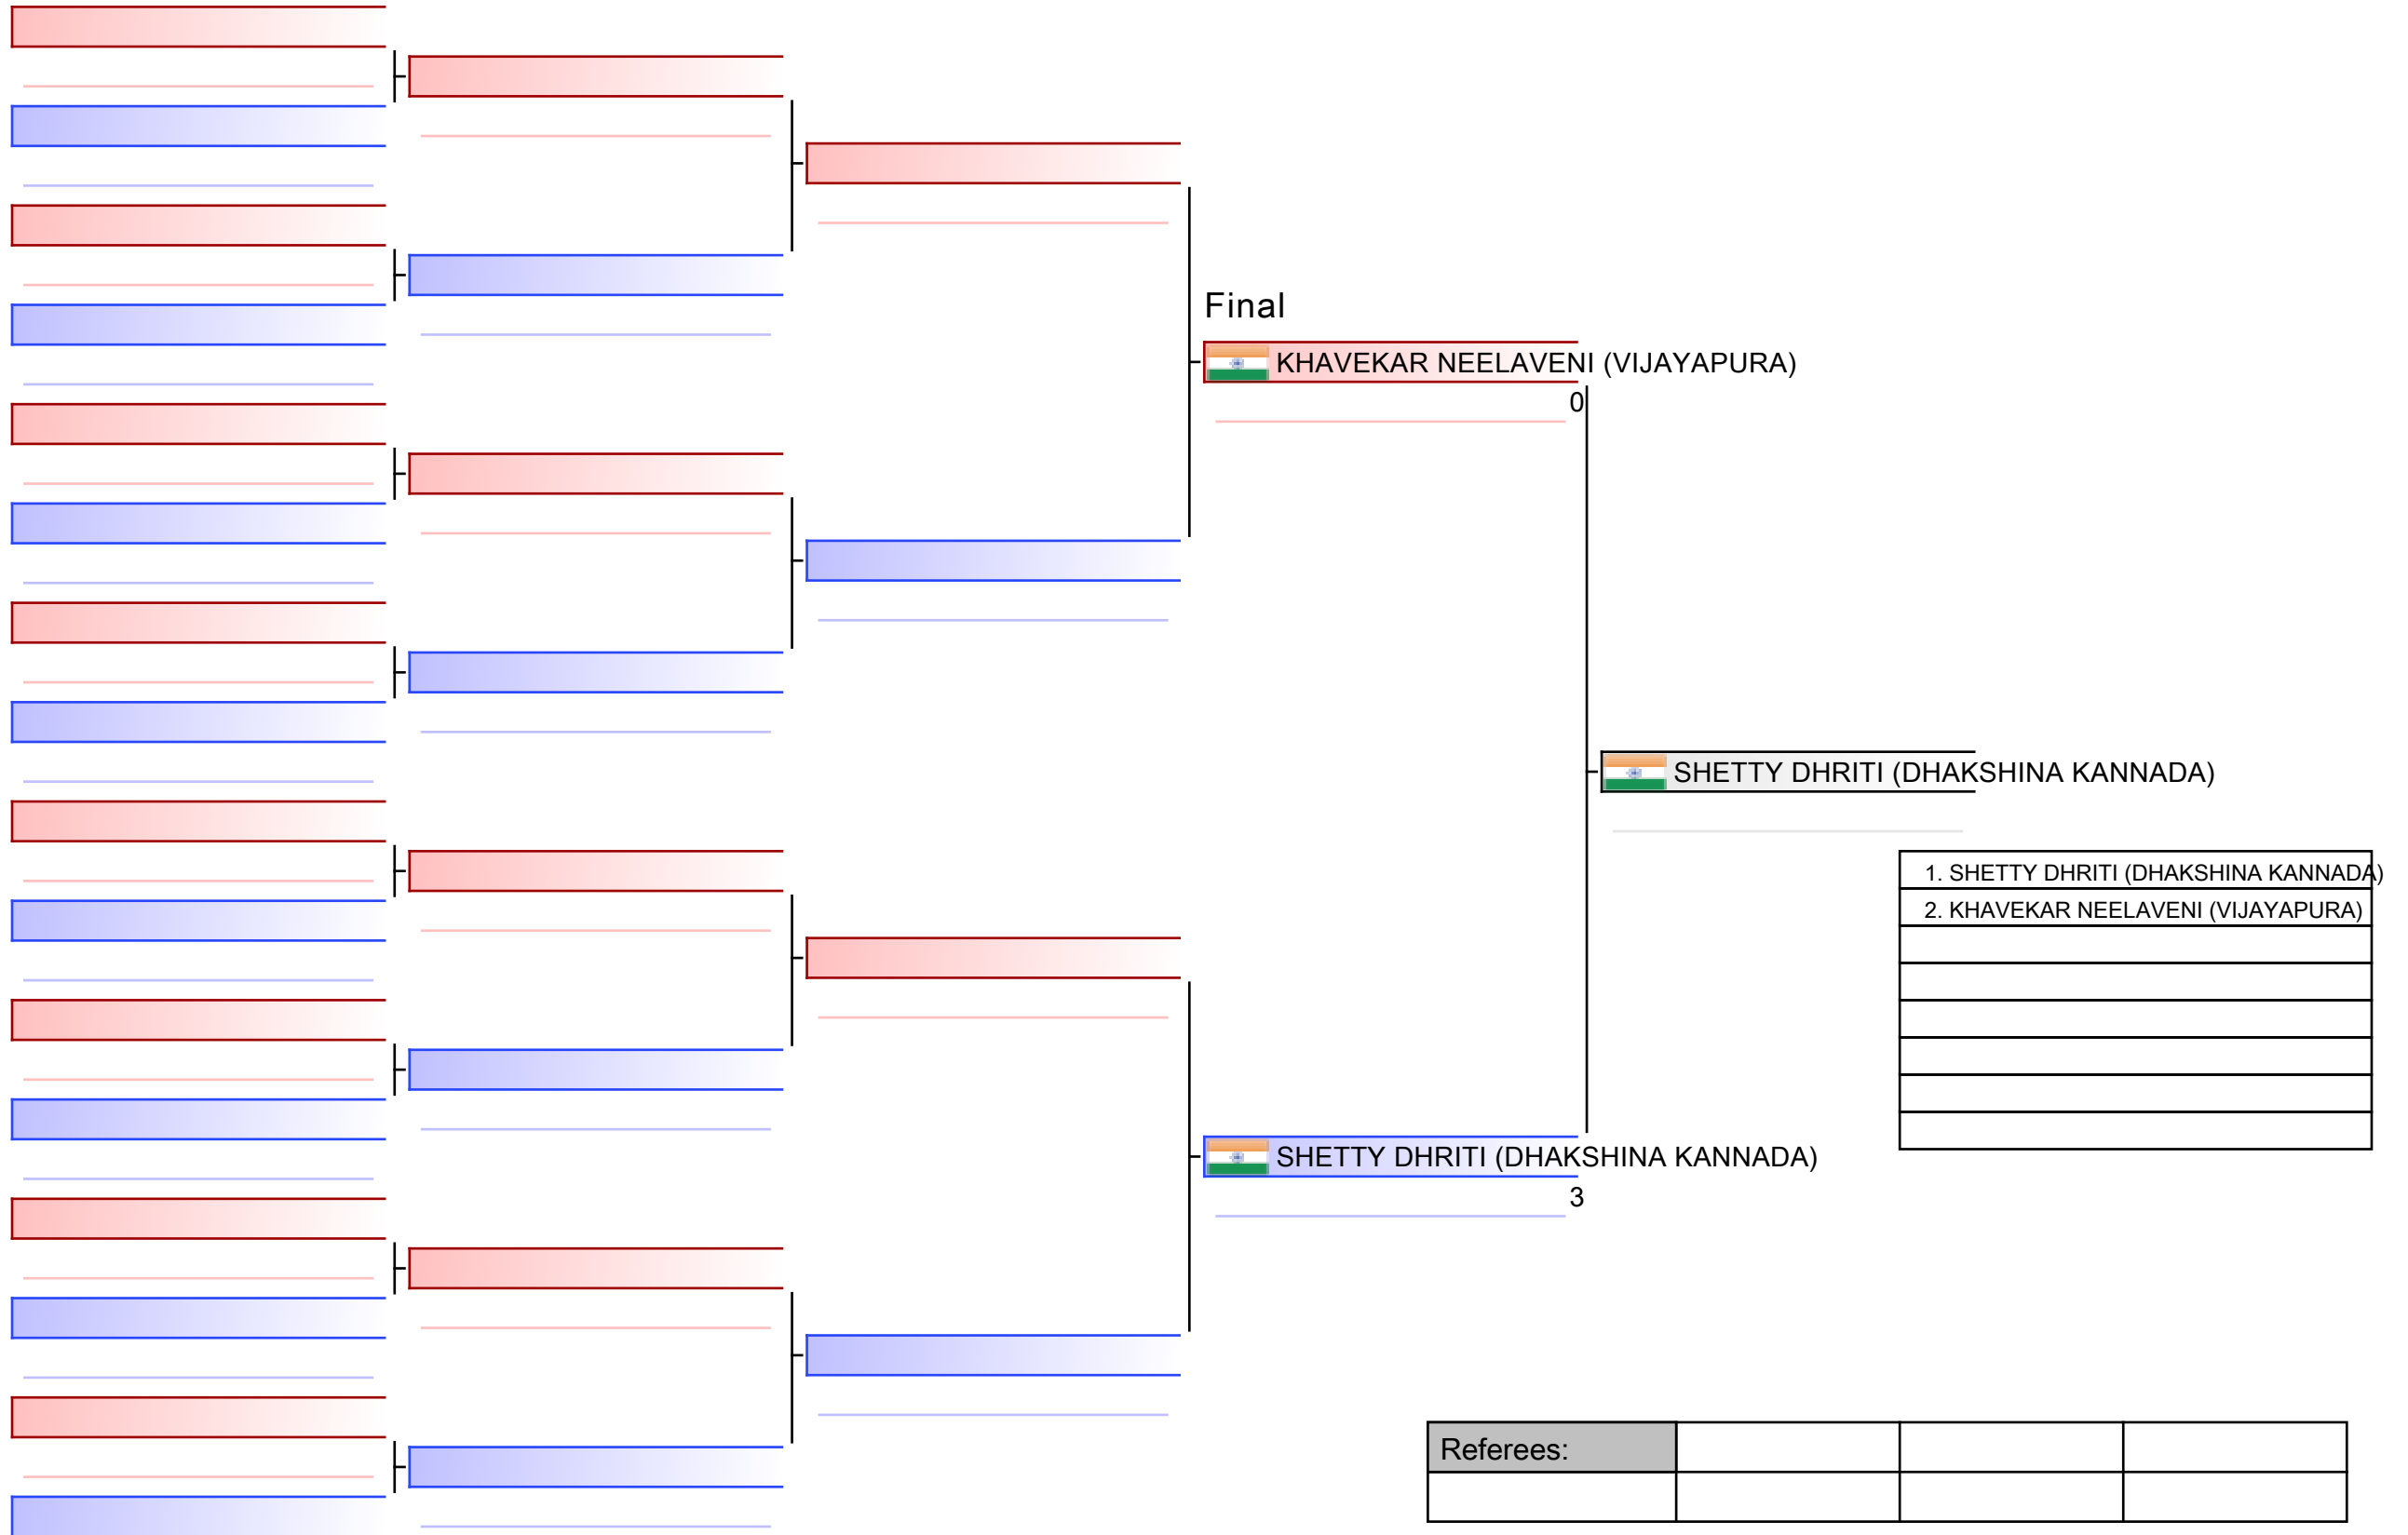 Final
KHAVEKAR NEELAVENI (VIJAYAPURA)
0
SHETTY DHRITI (DHAKSHINA KANNADA)
1. SHETTY DHRITI (DHAKSHINA KANNADA)
2. KHAVEKAR NEELAVENI (VIJAYAPURA)
SHETTY DHRITI (DHAKSHINA KANNADA)
3
Referees: